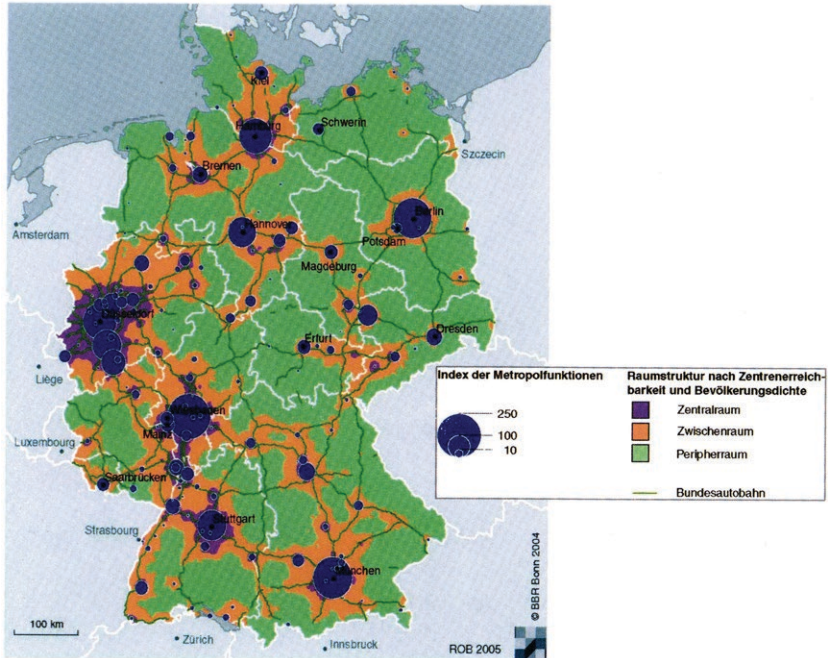 Kiel
Hamburg
Schwerin
Szczecin
Bremen
Amsterdam
Hannover
Berlin
Potsdam
Magdeburg
Düsseldorf
Dresden
Erfurt
Liège
Wiesbaden
Mainz
Luxembourg
Saarbrücken
Strasbourg
Stuttgart
München
100 km
Zürich
Innsbruck
ROB 2005
© BBR Bonn 2004
Index der Metropolfunktionen
250
100
10
Raumstruktur nach Zentrenerreich-
barkeit und Bevölkerungsdichte
Zentralraum
Zwischenraum
Peripherraum
Bundesautobahn